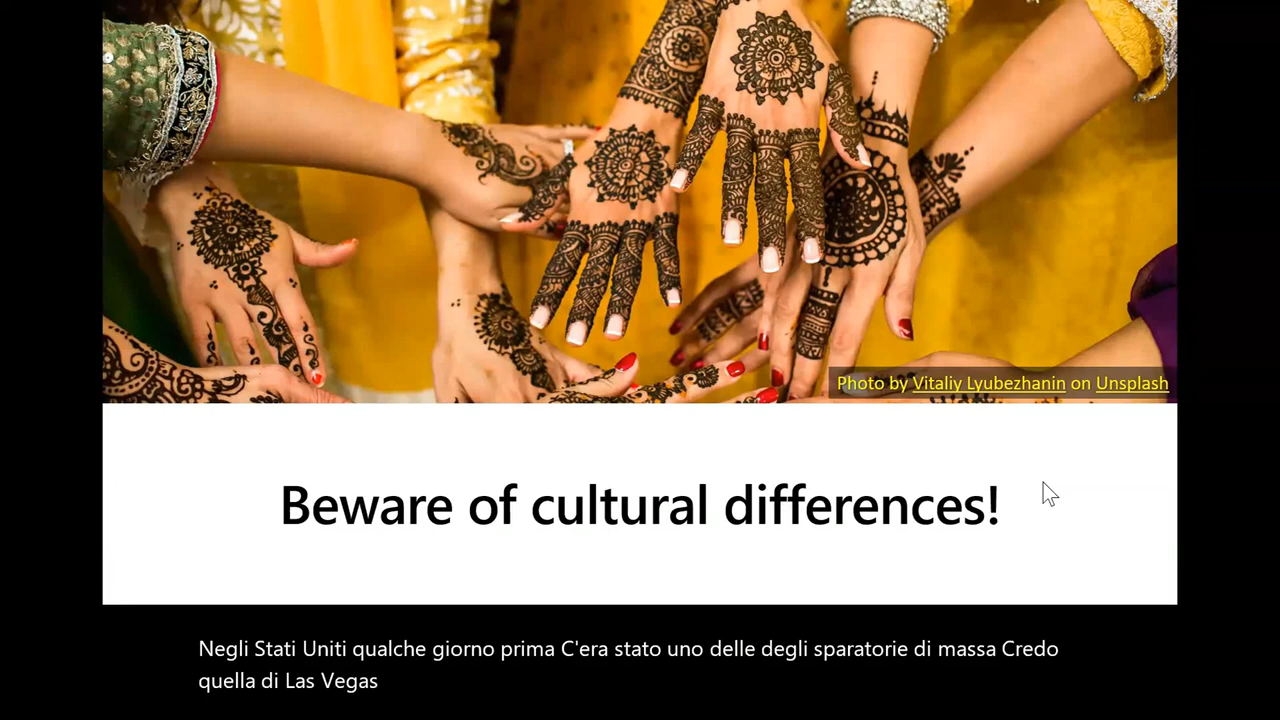 Photo by Vitaliy Lyubezhanin on Unsplash
Beware of cultural differences!
Negli Stati Uniti qualche giorno prima C'era stato uno delle degli sparatorie di massa Credo
quella di Las Vegas